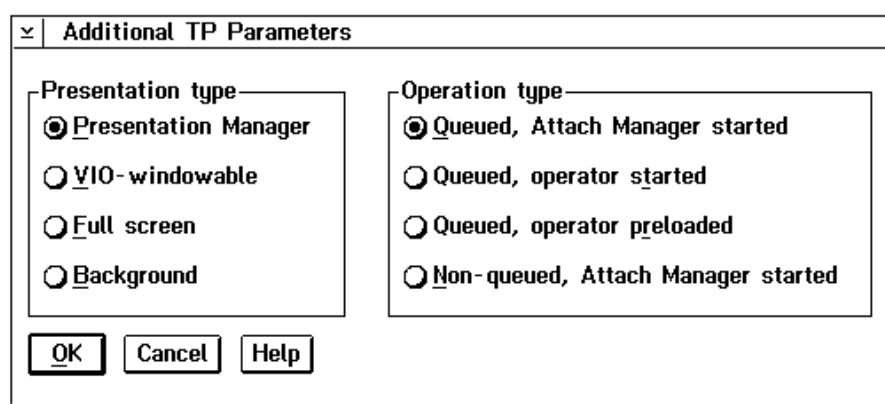 Additional TP Parameters
Presentation type
Presentation Manager
VIO-windowable
Full screen
Background
Operation type
Queued, Attach Manager started
Queued, operator started
Queued, operator preloaded
Non-queued, Attach Manager started
OK Cancel Help